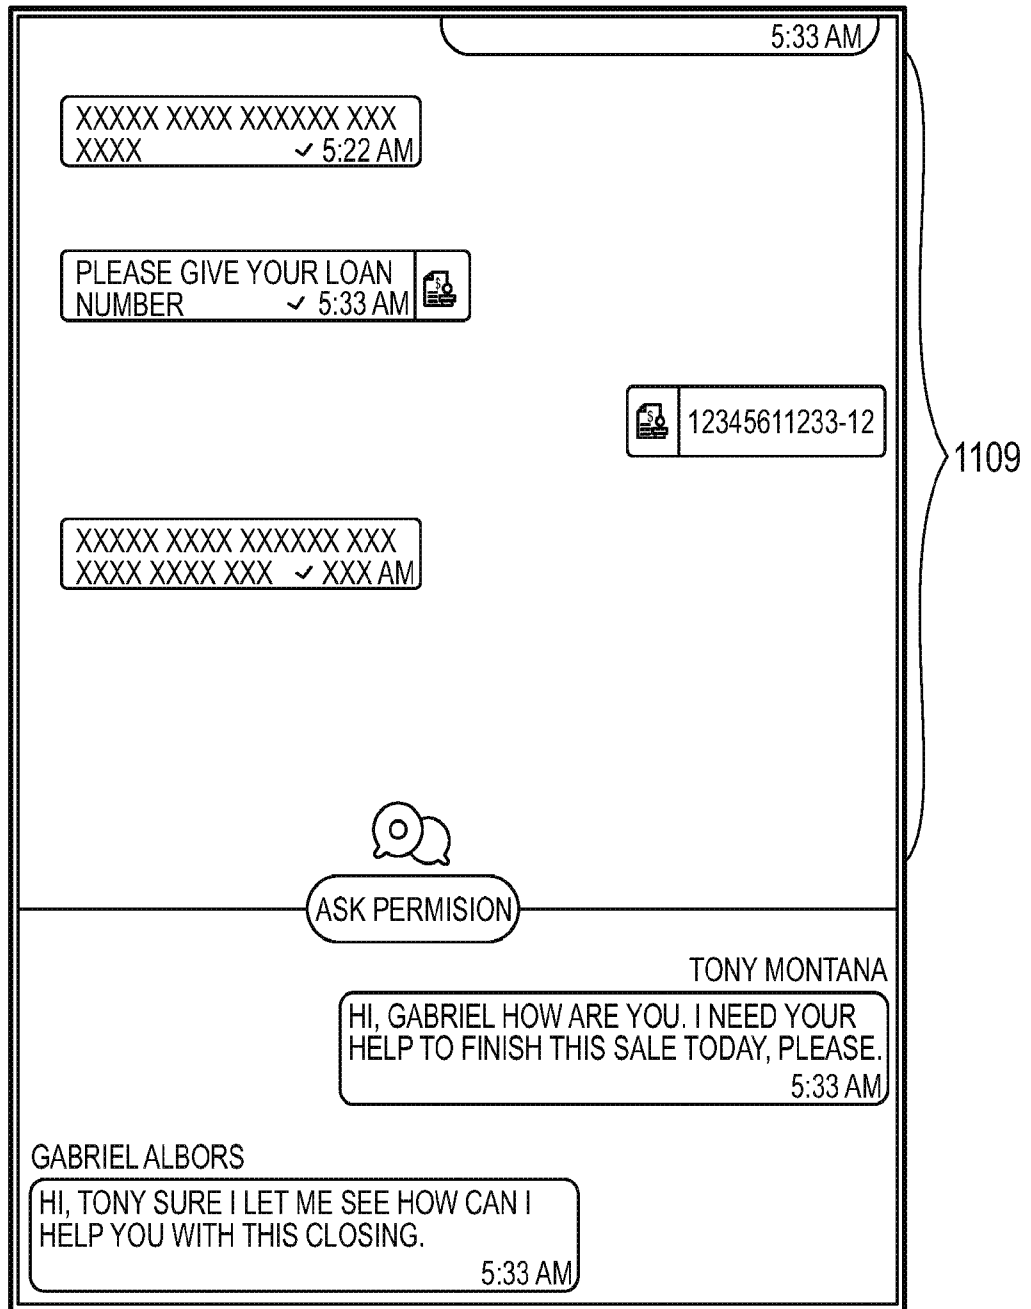 5:33 AM
XXXXX XXXX XXXXXX XXX
XXXX ✓ 5:22 AM
PLEASE GIVE YOUR LOAN
NUMBER ✓ 5:33 AM
12345611233-12
1109
XXXXX XXXX XXXXXX XXX
XXXX XXXX XXX ✓ XXX AM
ASK PERMISION
TONY MONTANA
HI, GABRIEL HOW ARE YOU. I NEED YOUR
HELP TO FINISH THIS SALE TODAY, PLEASE.
5:33 AM
GABRIEL ALBORS
HI, TONY SURE I LET ME SEE HOW CAN I
HELP YOU WITH THIS CLOSING.
5:33 AM